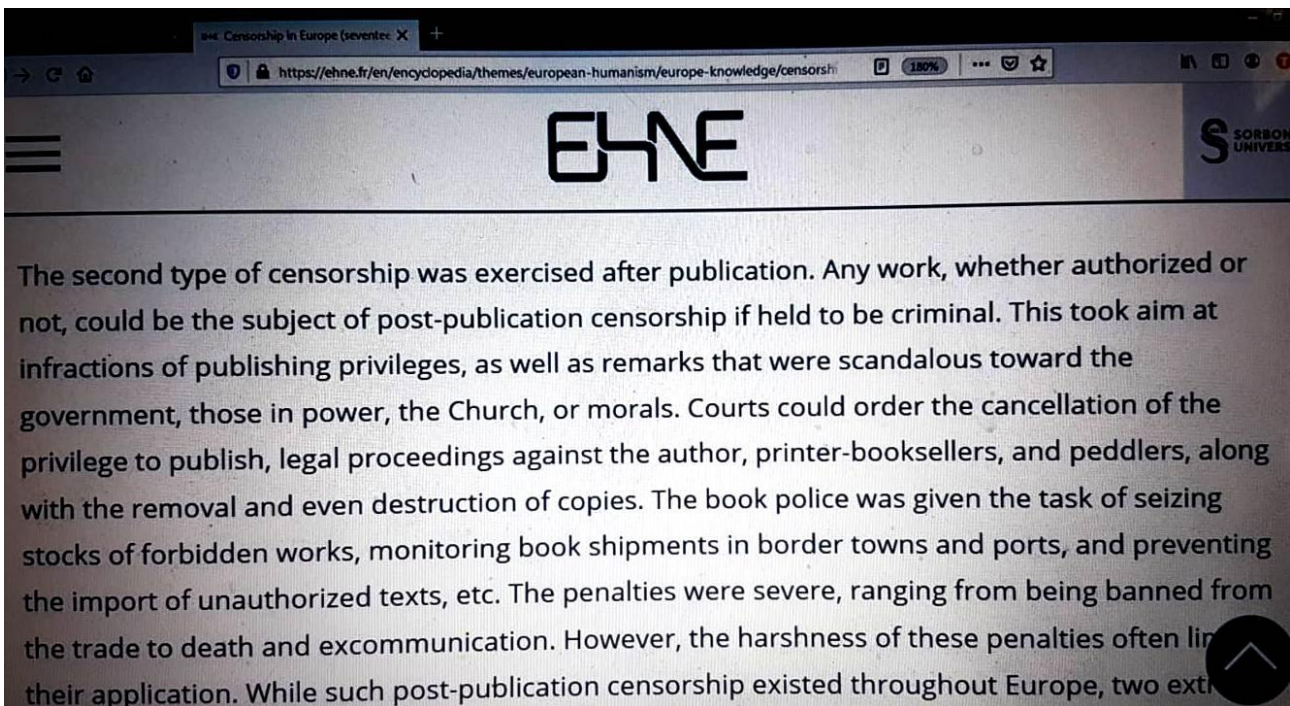 Censorship in Europe (seventee
https://ehne.fr/en/encyclopedia/themes/european-humanism/europe-knowledge/censorsh
180%
EHNE
SORBON
UNIVERS
The second type of censorship was exercised after publication. Any work, whether authorized or
not, could be the subject of post-publication censorship if held to be criminal. This took aim at
infractions of publishing privileges, as well as remarks that were scandalous toward the
government, those in power, the Church, or morals. Courts could order the cancellation of the
privilege to publish, legal proceedings against the author, printer-booksellers, and peddlers, along
with the removal and even destruction of copies. The book police was given the task of seizing
stocks of forbidden works, monitoring book shipments in border towns and ports, and preventing
the import of unauthorized texts, etc. The penalties were severe, ranging from being banned from
the trade to death and excommunication. However, the harshness of these penalties often
their application. While such post-publication censorship existed throughout Europe, two